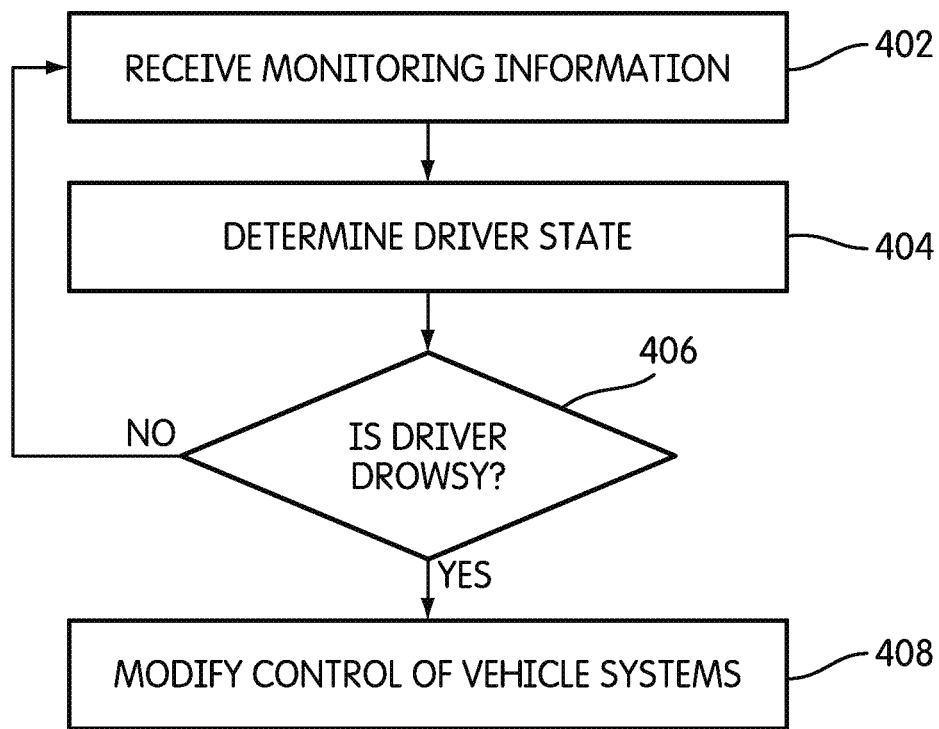 RECEIVE MONITORING INFORMATION
402
DETERMINE DRIVER STATE
404
406
NO
IS DRIVER
DROWSY?
YES
MODIFY CONTROL OF VEHICLE SYSTEMS
408